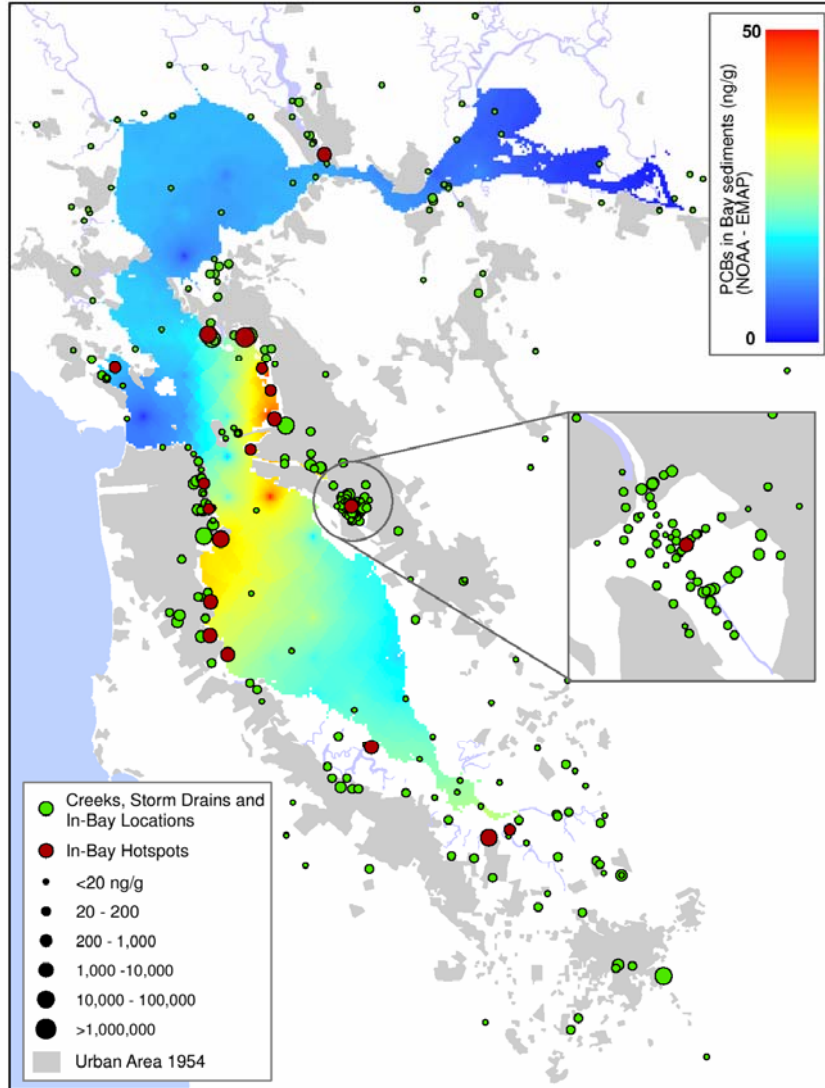 50
PCBs in Bay sediments (ng/g)
(NOAA - EMAP)
0
Creeks, Storm Drains and
In-Bay Locations
In-Bay Hotspots
<20 ng/g
20 - 200
200 - 1,000
1,000 -10,000
10,000 - 100,000
>1,000,000
Urban Area 1954